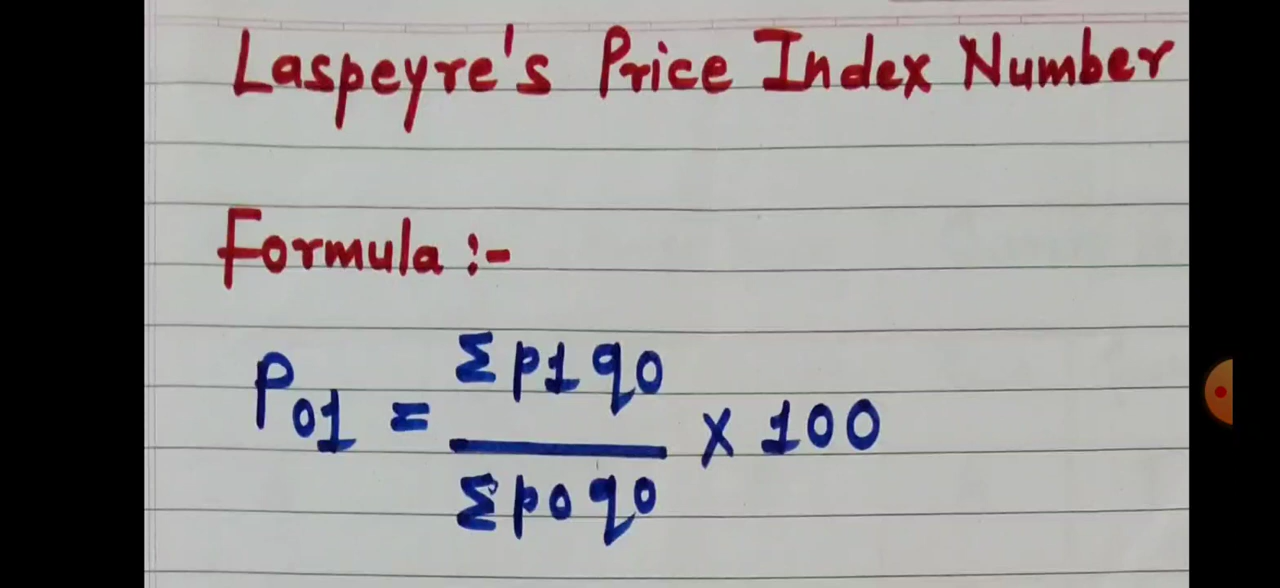 Laspeyre's Price Index Number
Formula :-
P01 = Σp1q0 / Σp0q0 × 100